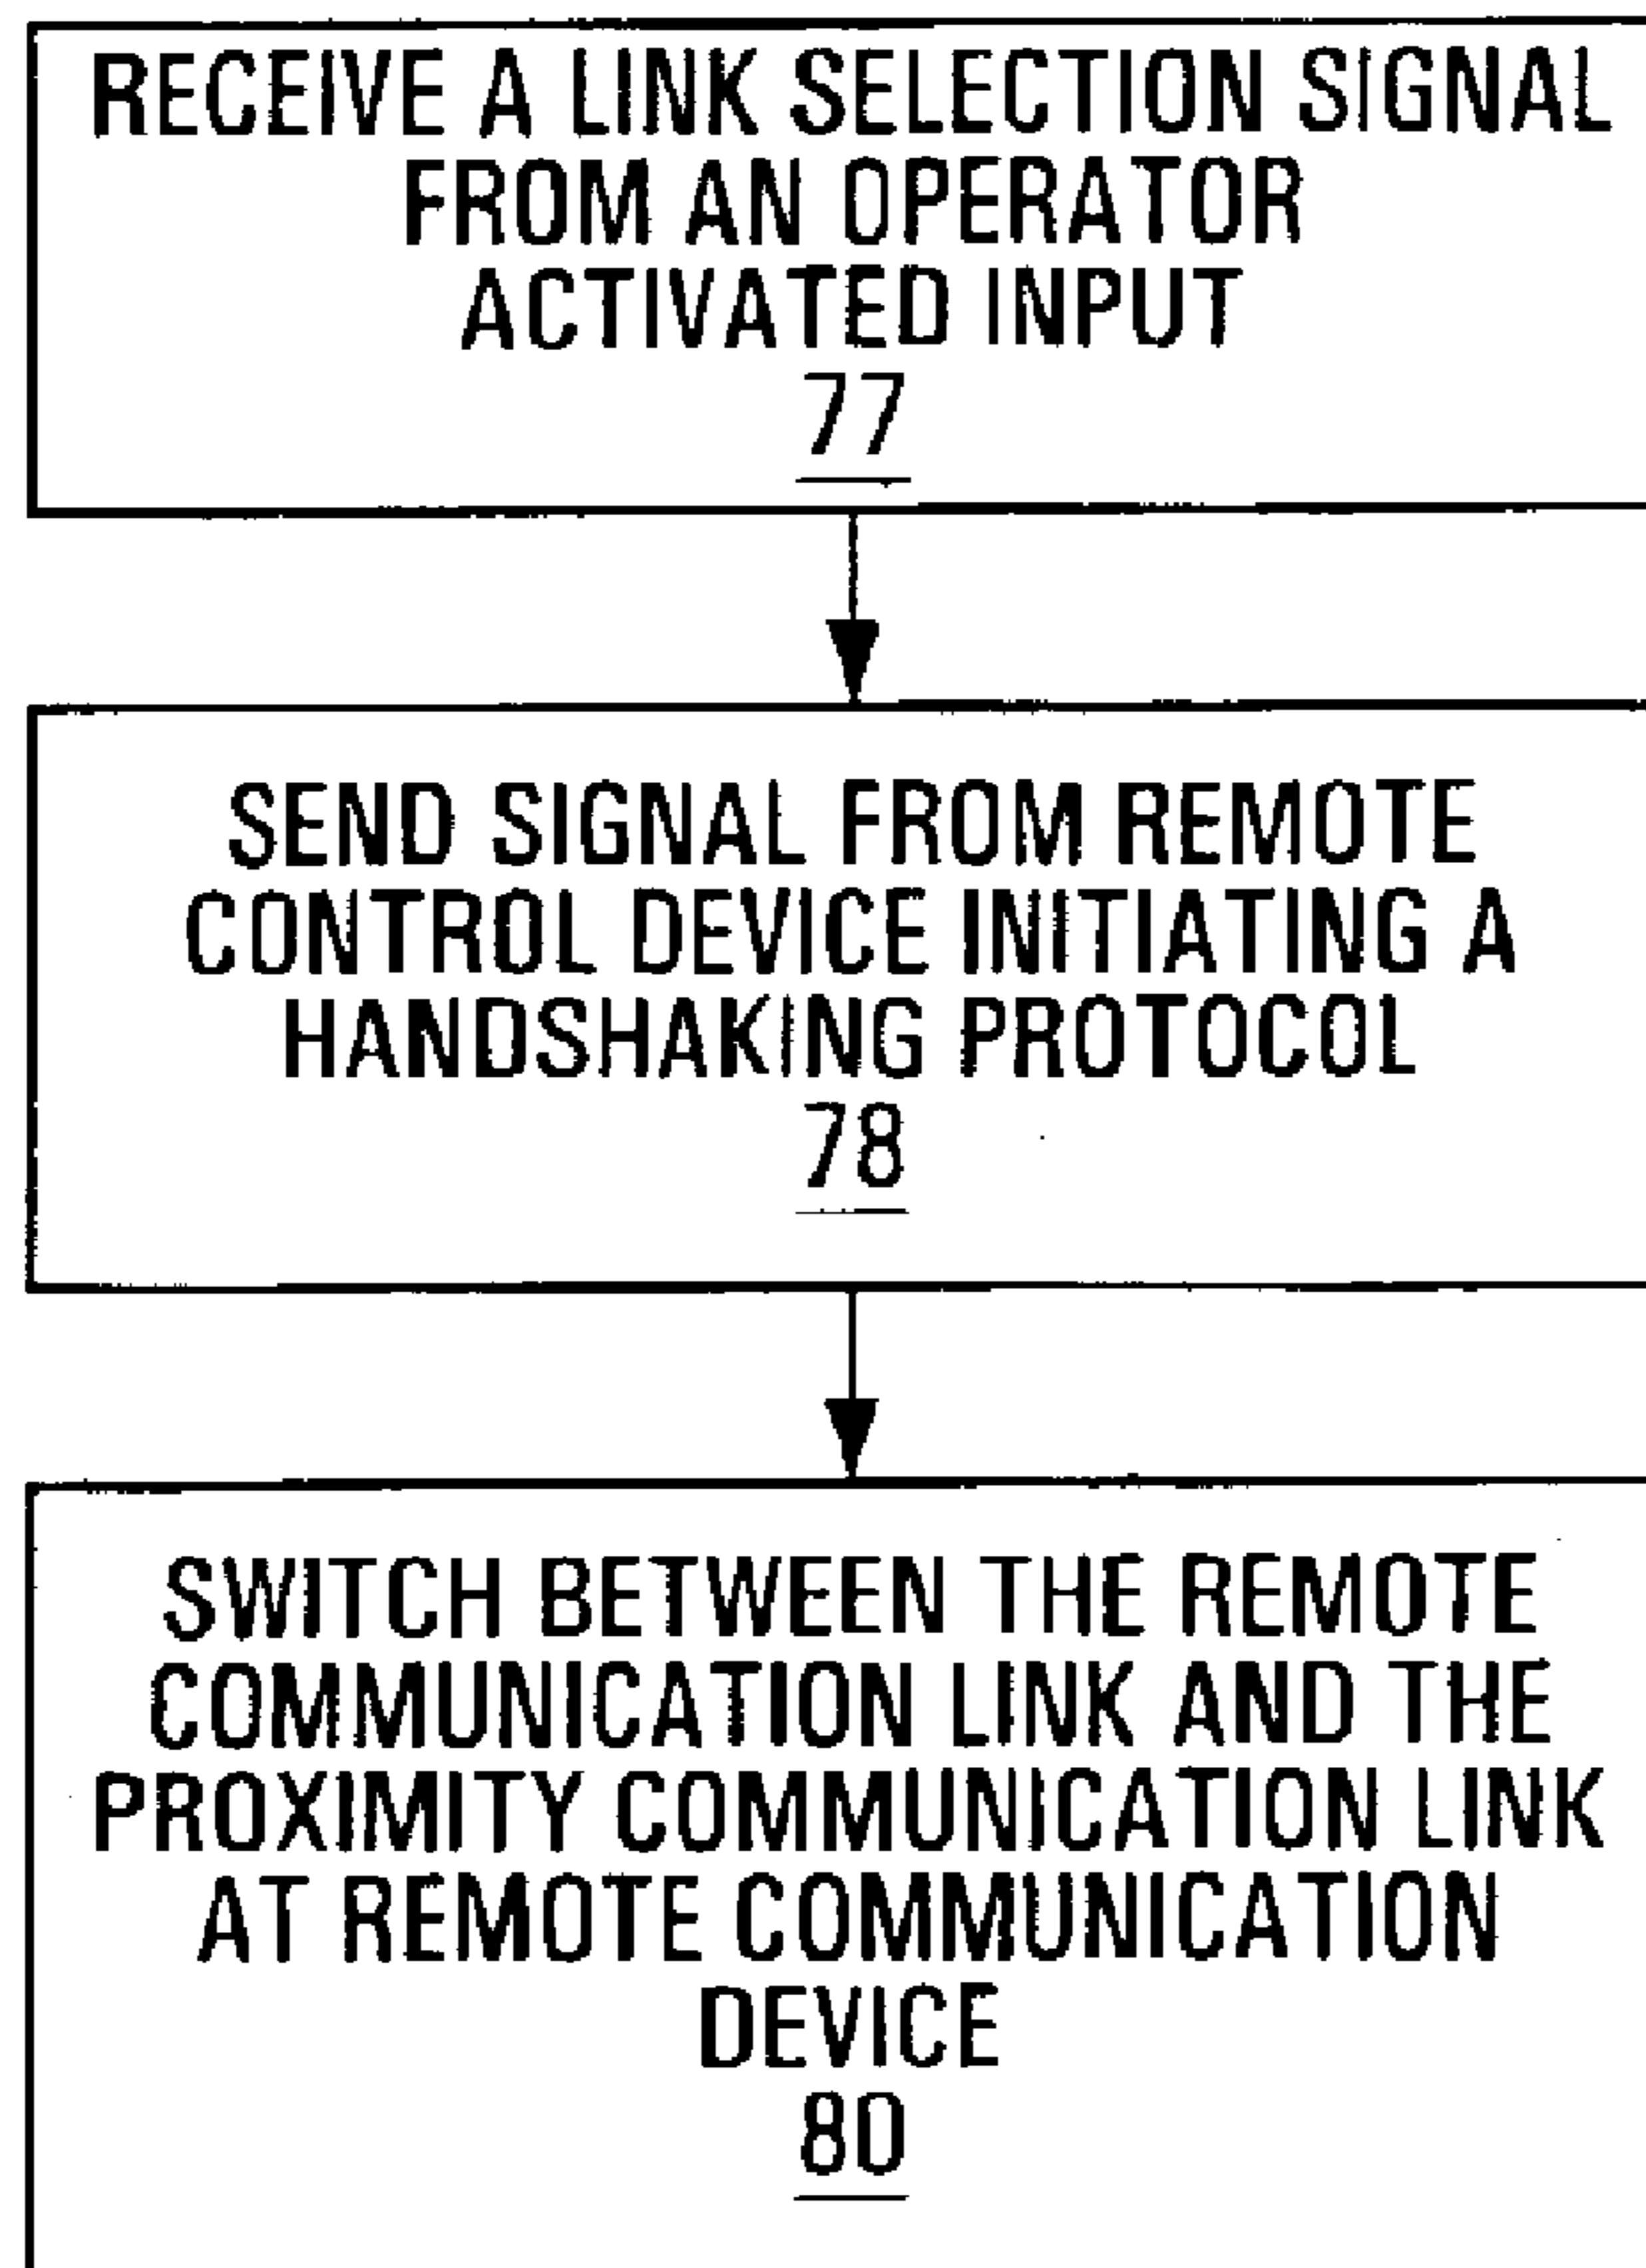 RECEIVE A LINK SELECTION SIGNAL
FROM AN OPERATOR
ACTIVATED INPUT
77
SEND SIGNAL FROM REMOTE
CONTROL DEVICE INITIATING A
HANDSHAKING PROTOCOL
78
SWITCH BETWEEN THE REMOTE
COMMUNICATION LINK AND THE
PROXIMITY COMMUNICATION LINK
AT REMOTE COMMUNICATION
DEVICE
80